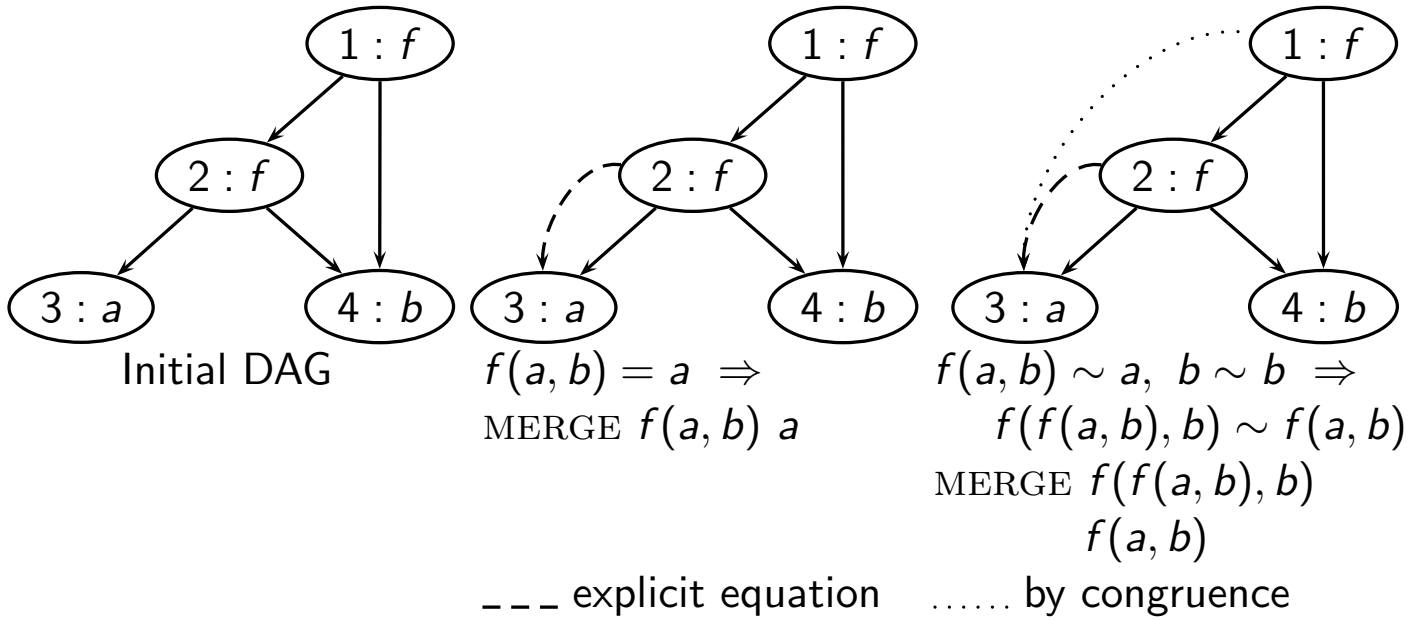 1 : f
2 : f
3 : a
4 : b
Initial DAG
1 : f
2 : f
3 : a
4 : b
f(a, b) = a ⇒
MERGE f(a, b) a
1 : f
2 : f
3 : a
4 : b
f(a, b) ∼ a, b ∼ b ⇒
f(f(a, b), b) ∼ f(a, b)
MERGE f(f(a, b), b)
f(a, b)
explicit equation
by congruence